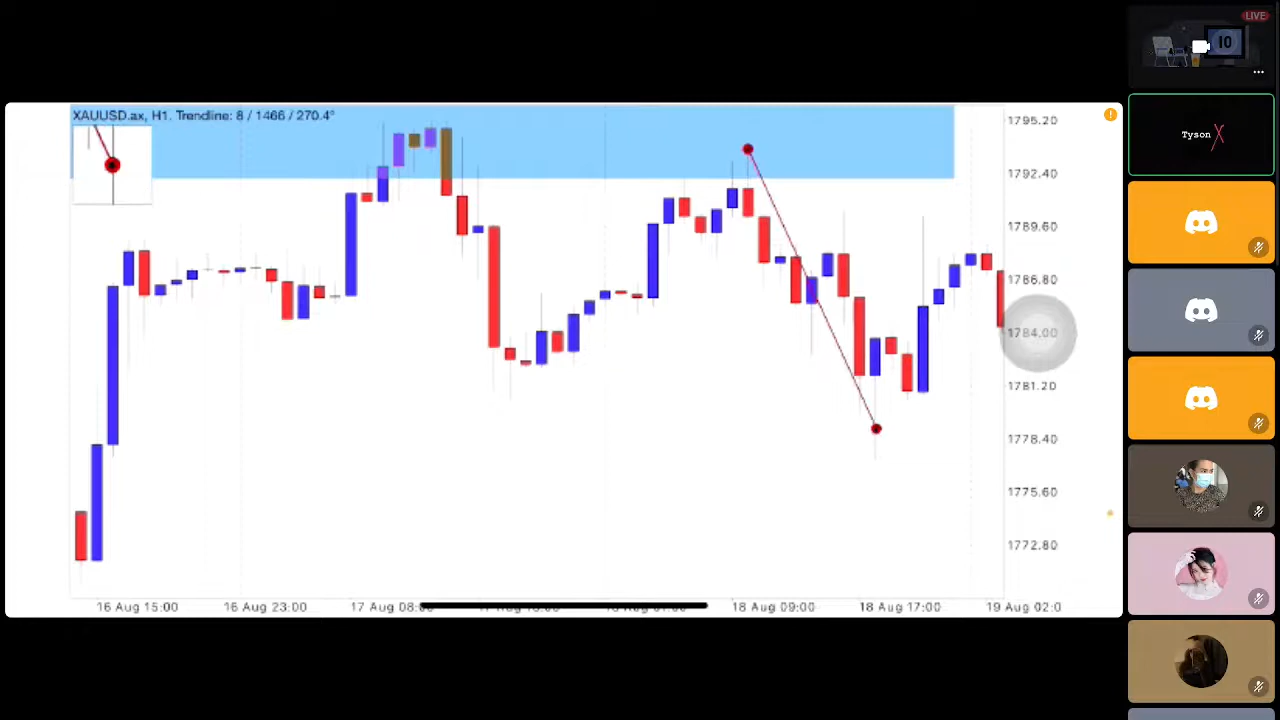 LIVE
10
XAUUSD.ax, H1. Trendline: 8 / 1466 / 270.4°
1795.20
1792.40
1789.60
1786.80
1784.00
1781.20
1778.40
1775.60
1772.80
16 Aug 15:00
16 Aug 23:00
17 Aug 08:
18 Aug 09:00
18 Aug 17:00
19 Aug 02:0
Tyson X